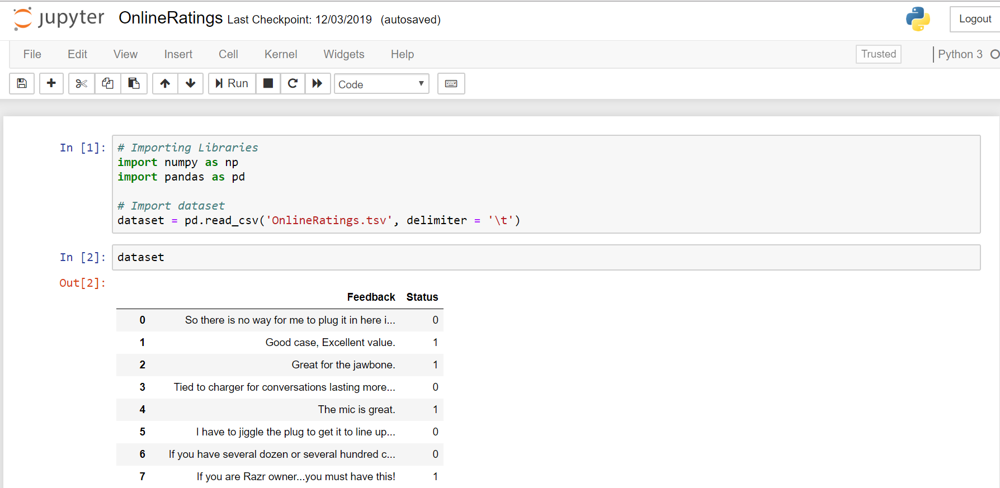 jupyter OnlineRatings Last Checkpoint: 12/03/2019 (autosaved) Logout
File Edit View Insert Cell Kernel Widgets Help Trusted Python 3
Run Code
In [1]: # Importing Libraries
import numpy as np
import pandas as pd
# Import dataset
dataset = pd.read_csv('OnlineRatings.tsv', delimiter = '\t')
In [2]: dataset
Out[2]:
Feedback Status
0 So there is no way for me to plug it in here i... 0
1 Good case, Excellent value. 1
2 Great for the jawbone. 1
3 Tied to charger for conversations lasting more... 0
4 The mic is great. 1
5 I have to jiggle the plug to get it to line up... 0
6 If you have several dozen or several hundred c... 0
7 If you are Razr owner...you must have this! 1